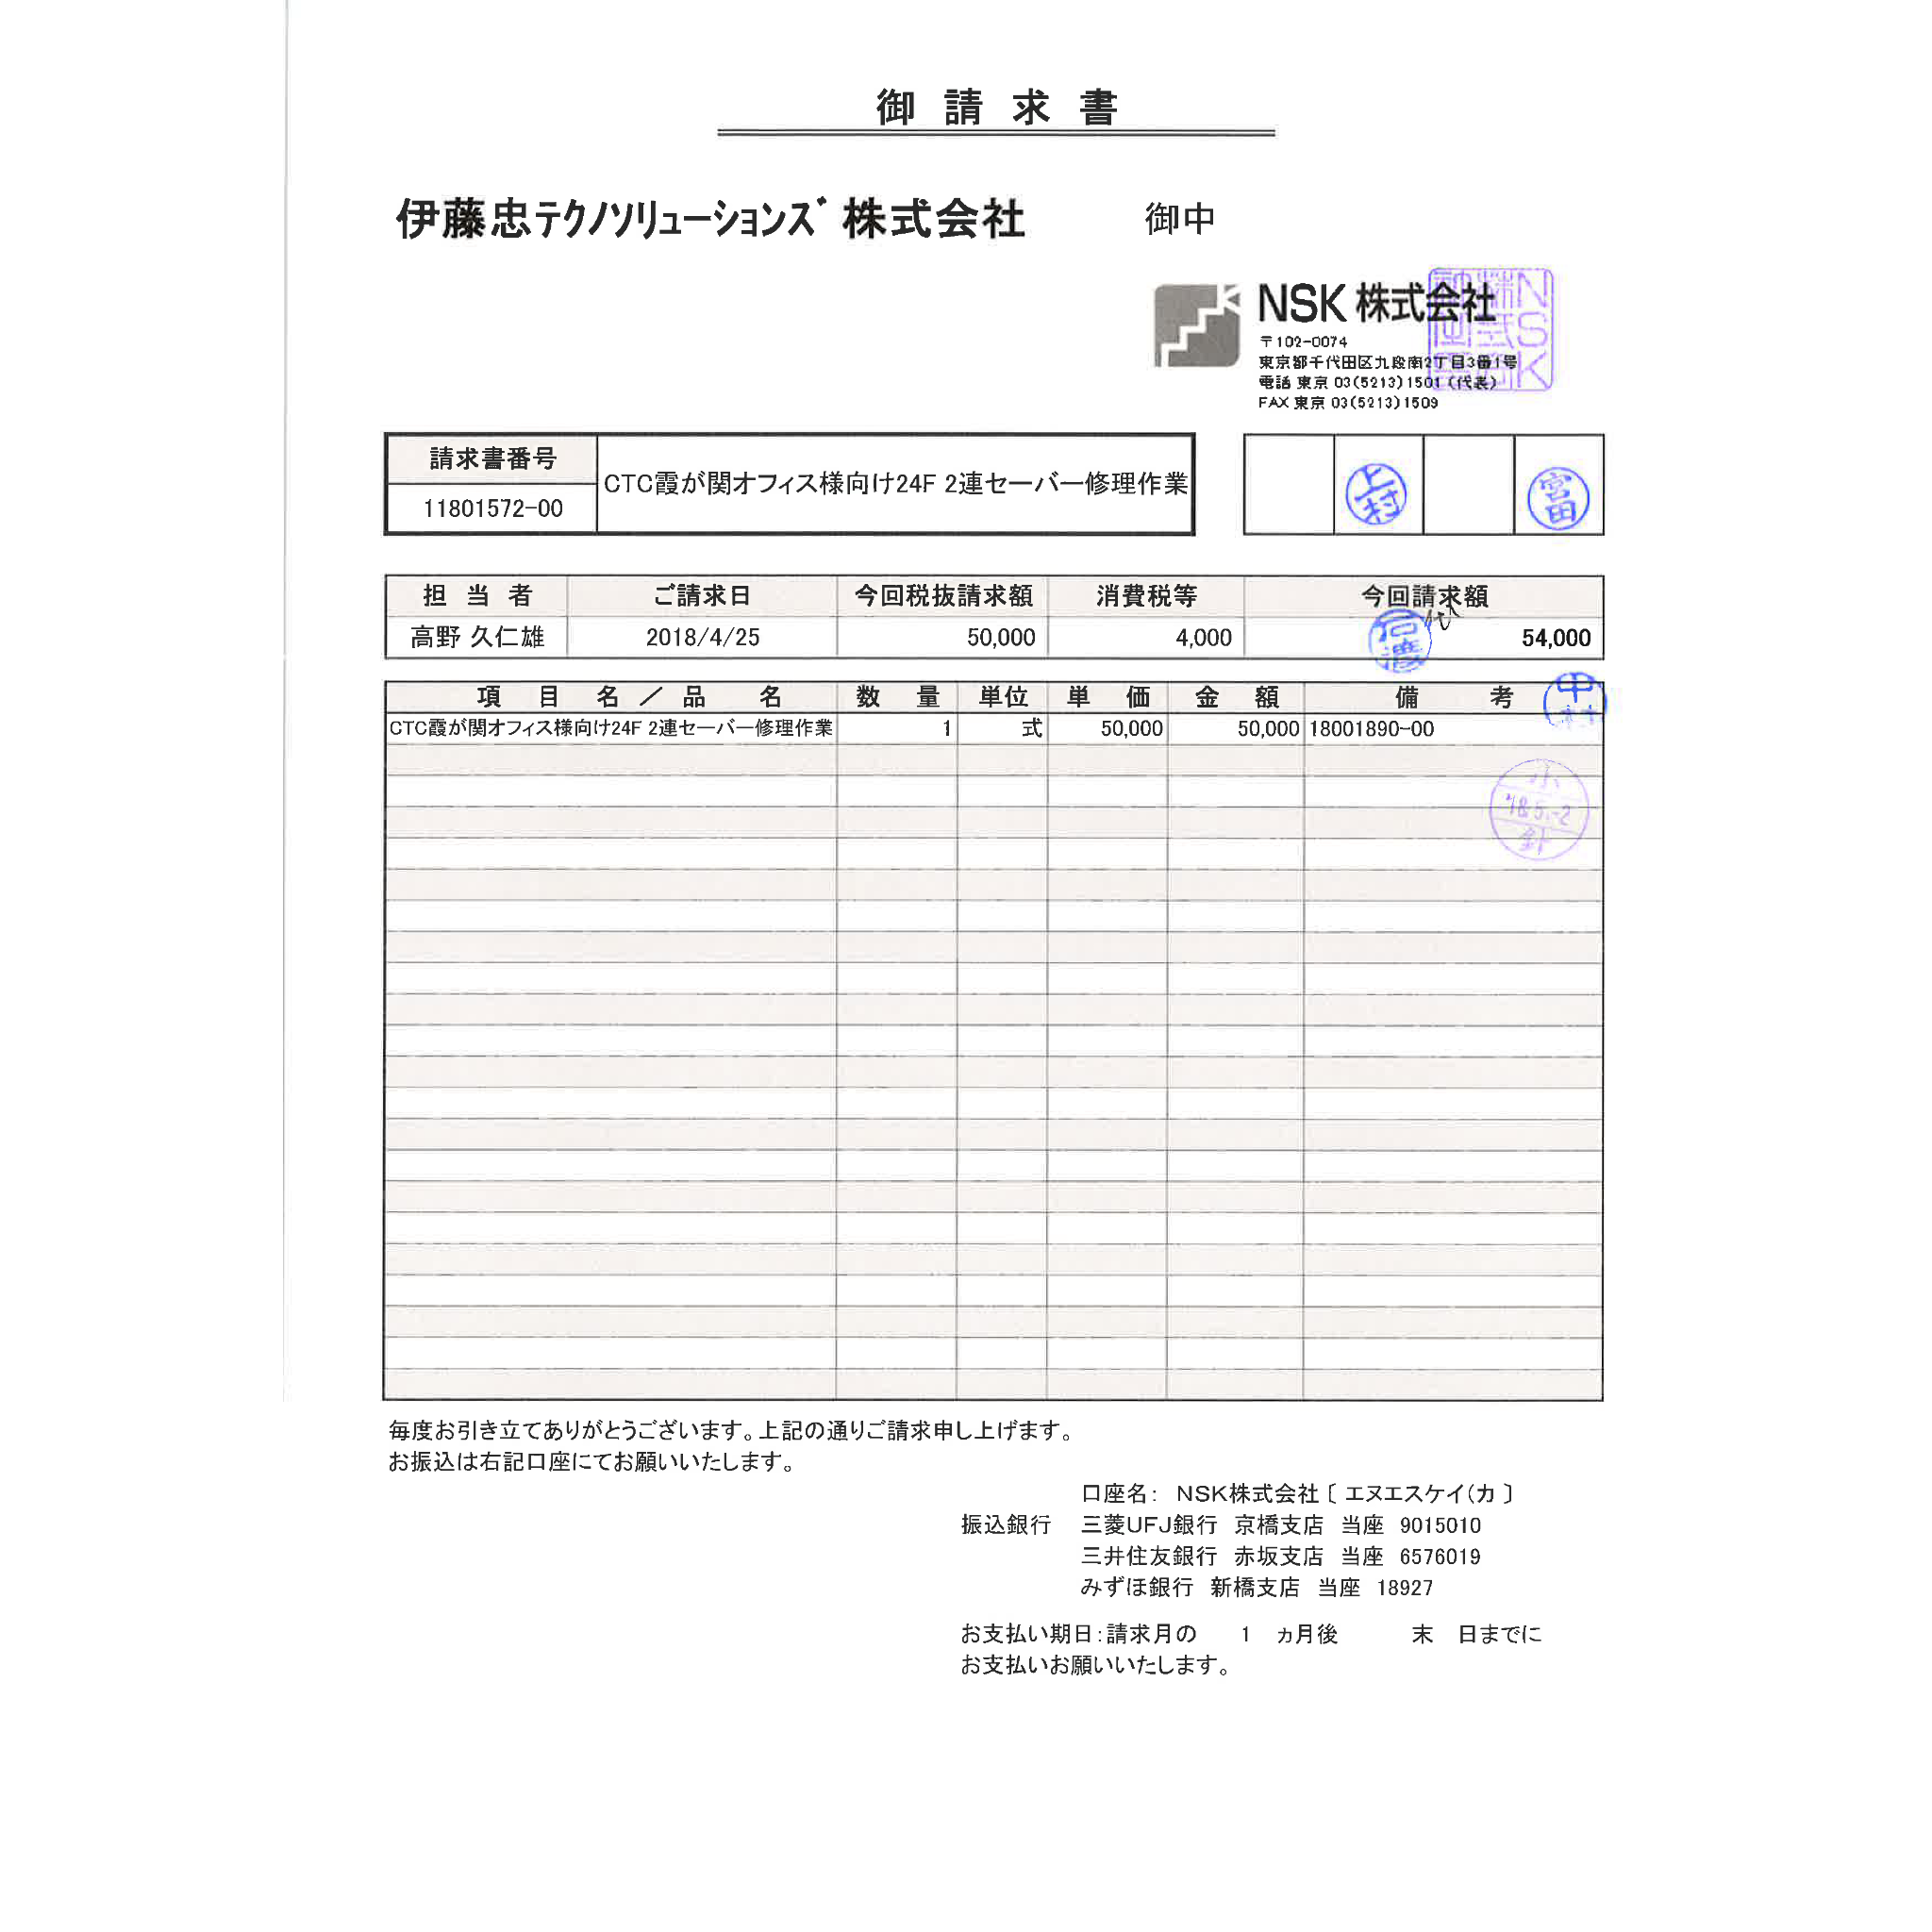 御 請 求 書
伊藤忠ﾃｸﾉｿﾘｭｰｼｮﾝｽﾞ株式会社 御中
NSK 株式会社
NSK株式会社
〒102-0074
東京都千代田区九段南2丁目3番1号
電話 東京 03(5213)1501 (代表)
FAX 東京 03(5213)1509
請求書番号
11801572-00
CTC霞が関オフィス様向け24F 2連セーバー修理作業
上村
宮田
担 当 者 ご請求日 今回税抜請求額 消費税等 今回請求額
高野 久仁雄 2018/4/25 50,000 4,000 54,000
項 目 名 ／ 品 名 数 量 単位 単 価 金 額 備 考
CTC霞が関オフィス様向け24F 2連セーバー修理作業 1 式 50,000 50,000 18001890-00
小
'18.5.-2
針
毎度お引き立てありがとうございます。上記の通りご請求申し上げます。
お振込は右記口座にてお願いいたします。
口座名: NSK株式会社〔 エヌエスケイ(カ 〕
振込銀行 三菱UFJ銀行 京橋支店 当座 9015010
三井住友銀行 赤坂支店 当座 6576019
みずほ銀行 新橋支店 当座 18927
お支払い期日:請求月の 1 ヵ月後 末 日までに
お支払いお願いいたします。